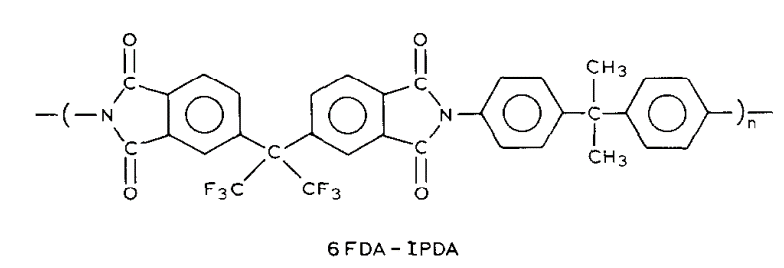 O O
C C CH3
( N N C )n
C C CH3
C
O F3C CF3 O
6FDA-IPDA